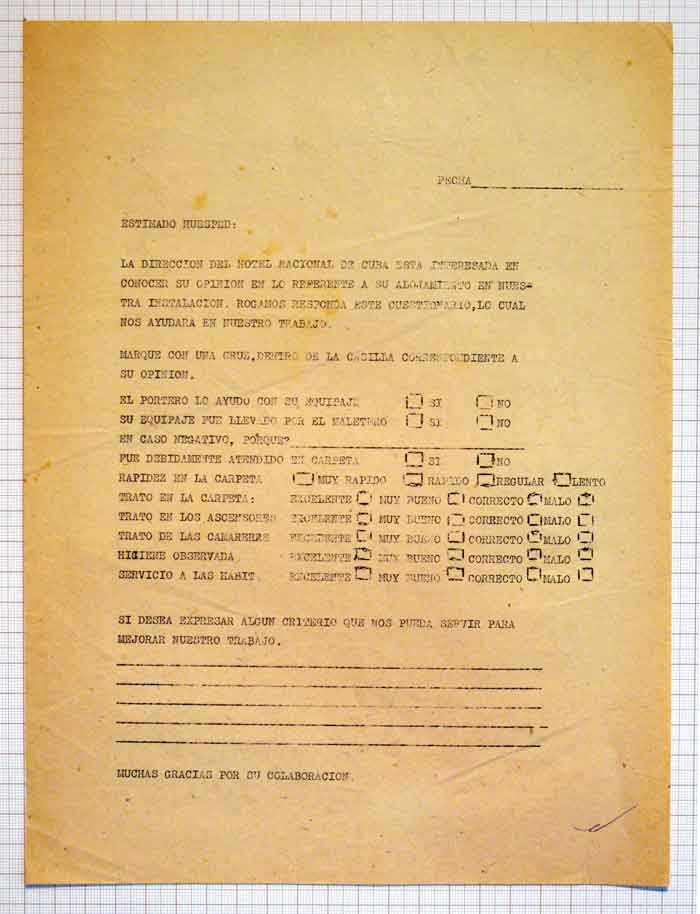 FECHA
ESTIMADO HUESPED:
LA DIRECCION DEL HOTEL NACIONAL DE CUBA ESTA INTERESADA EN
CONOCER SU OPINION EN LO REFERENTE A SU ALOJAMIENTO EN NUES-
TRA INSTALACION. ROGAMOS RESPONDA ESTE CUESTIONARIO,LO CUAL
NOS AYUDARA EN NUESTRO TRABAJO.
MARQUE CON UNA CRUZ,DENTRO DE LA CASILLA CORRESPONDIENTE A
SU OPINION.
EL PORTERO LO AYUDO CON SU EQUIPAJE SI NO
SU EQUIPAJE FUE LLEVADO POR EL MALETERO SI NO
EN CASO NEGATIVO, PORQUE?
FUE DEBIDAMENTE ATENDIDO EN CARPETA SI NO
RAPIDEZ EN LA CARPETA MUY RAPIDO RAPIDO REGULAR LENTO
TRATO EN LA CARPETA: EXCELENTE MUY BUENO CORRECTO MALO
TRATO EN LOS ASCENSORES EXCELENTE MUY BUENO CORRECTO MALO
TRATO DE LAS CAMARERAS EXCELENTE MUY BUENO CORRECTO MALO
HIGIENE OBSERVADA EXCELENTE MUY BUENO CORRECTO MALO
SERVICIO A LAS HABIT. EXCELENTE MUY BUENO CORRECTO MALO
SI DESEA EXPRESAR ALGUN CRITERIO QUE NOS PUEDA SERVIR PARA
MEJORAR NUESTRO TRABAJO.
MUCHAS GRACIAS POR SU COLABORACION.